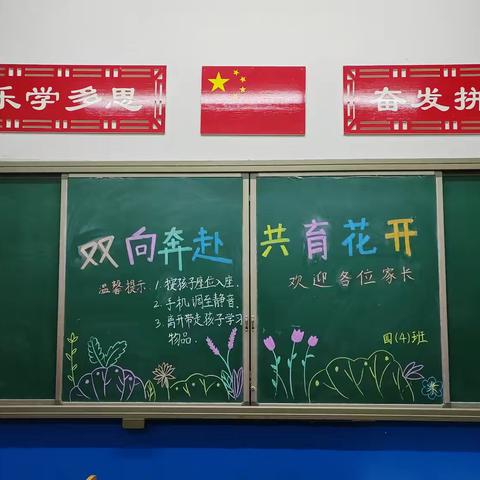 乐学多思
奋发拼
双向奔赴 共育花开
欢迎各位家长
温馨提示: 1. 按孩子座位入座.
2. 手机调至静音.
3. 离开带走孩子学习
物品.
四(4)班